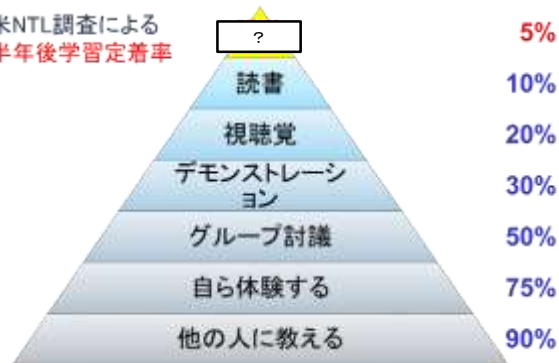 米NTL調査による
半年後学習定着率
? 5%
読書 10%
視聴覚 20%
デモンストレーシ
ョン 30%
グループ討議 50%
自ら体験する 75%
他の人に教える 90%